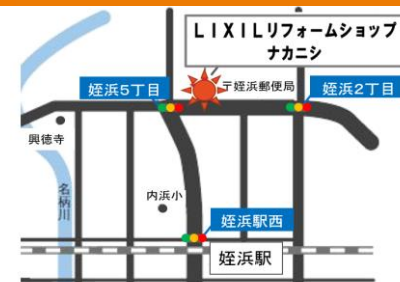 LIXILリフォームショップ
ナカニシ
姪浜5丁目
〒姪浜郵便局
姪浜2丁目
興徳寺
名柄川
内浜小
姪浜駅西
姪浜駅